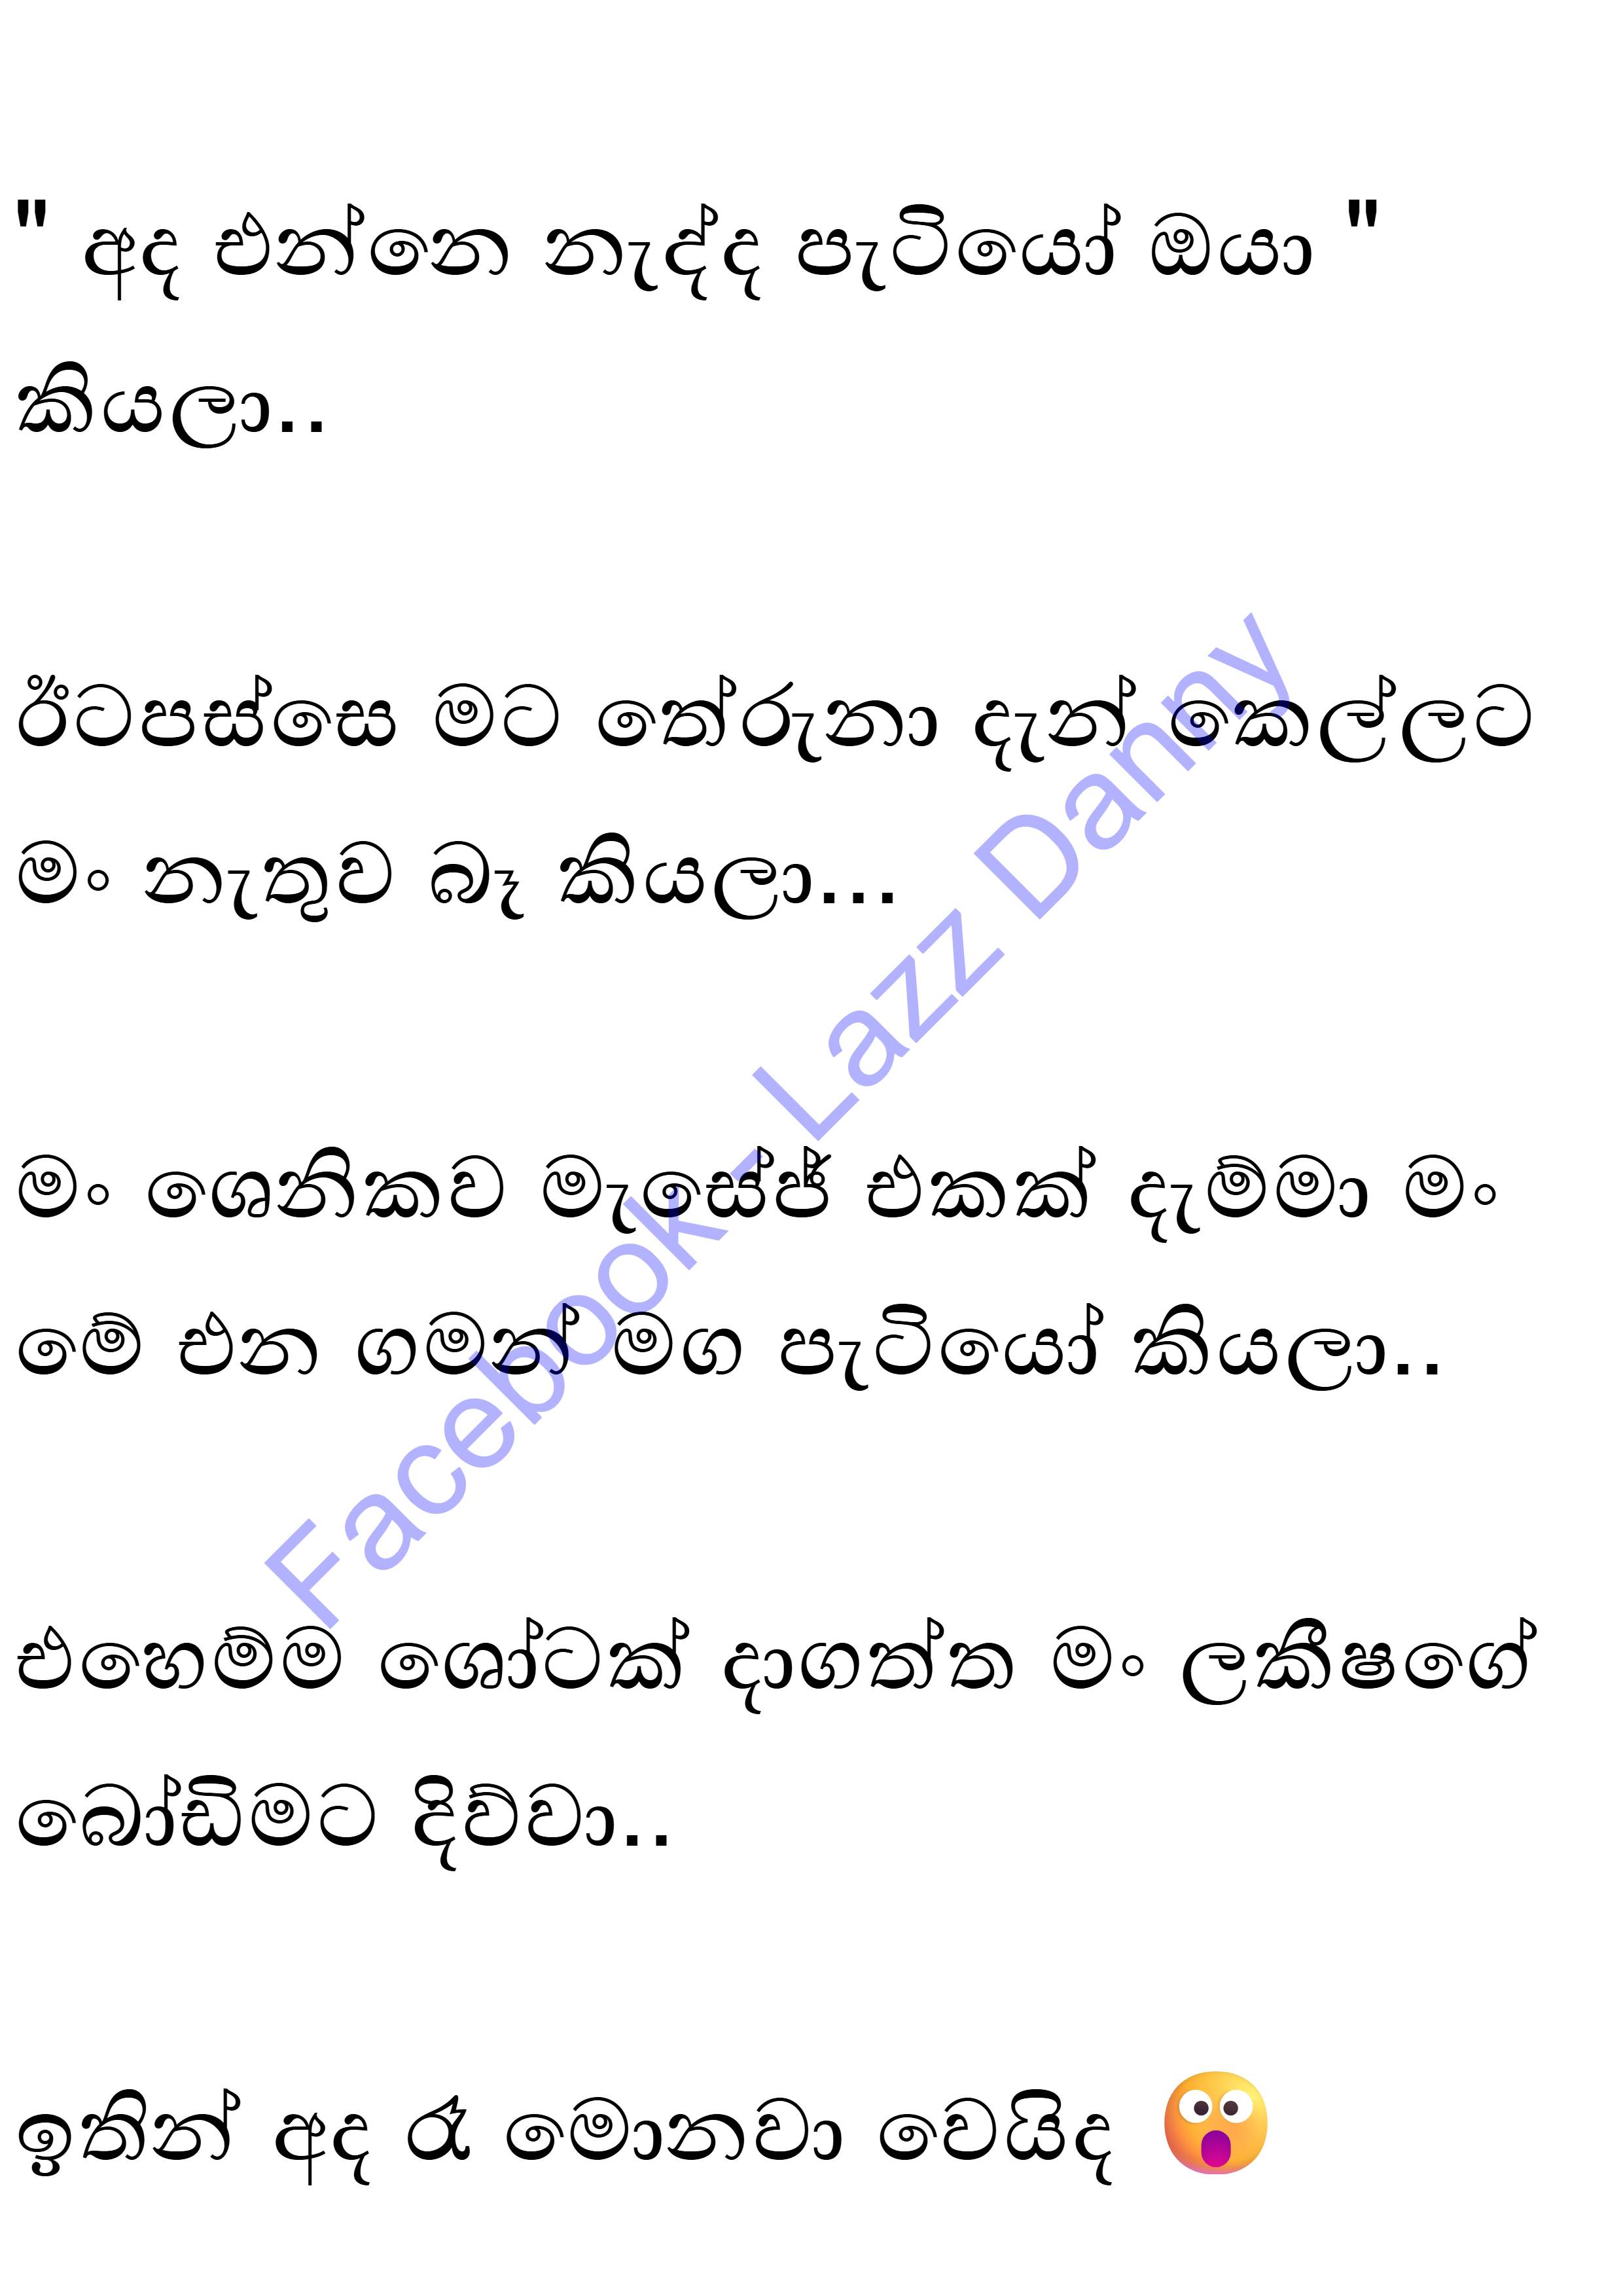 " අද එන්නෙ නැද්ද පැටියෝ ඔයා "
කියලා..
ඊටපස්සෙ මට තේරුනා දැන් කෙල්ලට
මං නැතුව බෑ කියලා...
මං ශෙනිකව මැසේජ් එකක් දැම්මා මං
මේ එන ගමන් මග පැටියෝ කියලා..
එහෙම්ම ශෝටක් දාගත්ත මං ලකීෂගේ
බෝඩිමට දිව්වා..
ඉතින් අද රෑ මොනවා වෙයිද 😲
Facebook - Lazz Danny